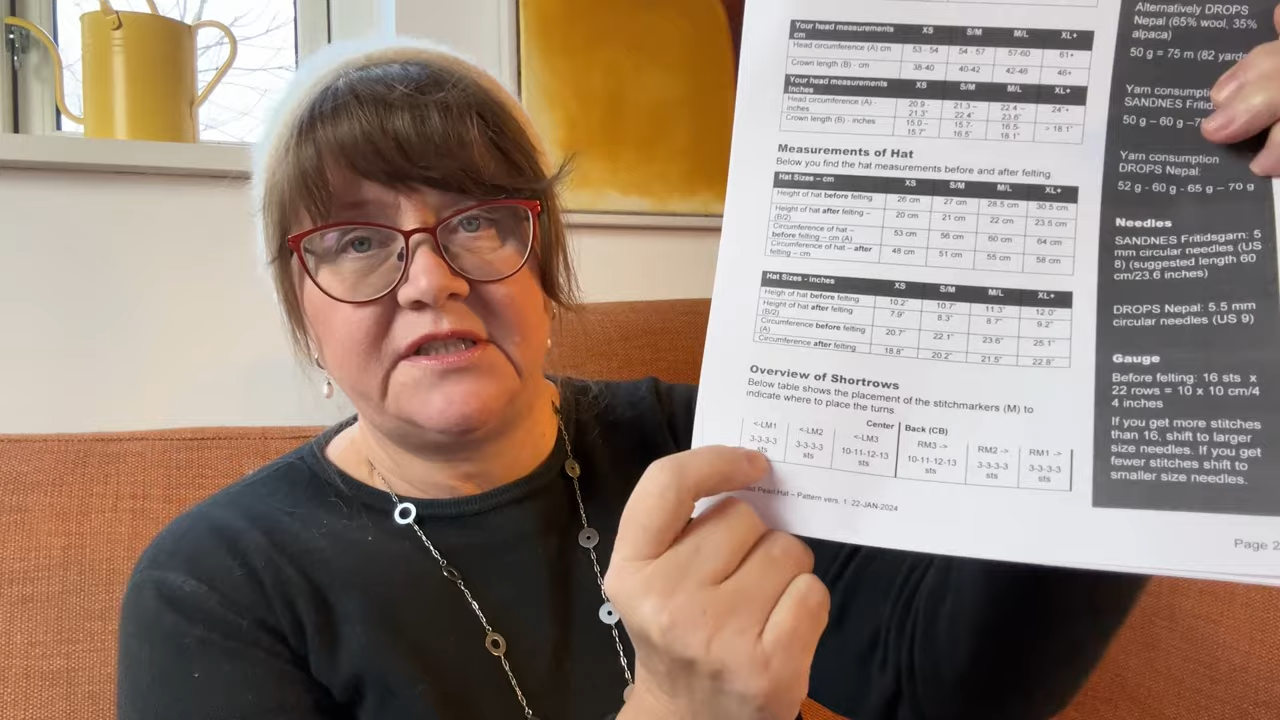 Your head measurements cm XS S/M M/L XL+
Head circumference (A) cm 53 - 54 54 - 57 57-60 61+
Crown length (B) - cm 38-40 40-42 42-46 46+
Your head measurements Inches XS S/M M/L XL+
Head circumference (A) - inches 20.9 - 21.3" 21.3 – 22.4" 22.4 – 23.6" 24"+
Crown length (B) - inches 15.0 - 15.7" 15.7- 16.5" 16.5- 18.1" > 18.1"
Measurements of Hat
Below you find the hat measurements before and after felting.
Hat Sizes – cm XS S/M M/L XL+
Height of hat before felting 26 cm 27 cm 28.5 cm 30.5 cm
Height of hat after felting – (B/2) 20 cm 21 cm 22 cm 23.5 cm
Circumference of hat – before felting – cm (A) 53 cm 56 cm 60 cm 64 cm
Circumference of hat – after felting – cm 48 cm 51 cm 55 cm 58 cm
Hat Sizes - inches XS S/M M/L XL+
Heigh of hat before felting 10.2" 10.7" 11.3" 12.0"
Height of hat after felting (B/2) 7.9" 8.3" 8.7" 9.2"
Circumference before felting (A) 20.7" 22.1" 23.6" 25.1"
Circumference after felting 18.8" 20.2" 21.5" 22.8"
Overview of Shortrows
Below table shows the placement of the stitchmarkers (M) to
indicate where to place the turns.
Center Back (CB)
<-LM1 <-LM2 <-LM3 RM3 -> RM2 -> RM1 ->
3-3-3-3 sts 3-3-3-3 sts 10-11-12-13 sts 10-11-12-13 sts 3-3-3-3 sts 3-3-3-3 sts
Pearl Hat – Pattern vers. 1. 22-JAN-2024
Alternatively DROPS
Nepal (65% wool, 35%
alpaca)
50 g = 75 m (82 yards
Yarn
SANDNES
50 g – 60 g
Yarn consumption
DROPS Nepal:
52 g - 60 g - 65 g – 70 g
Needles
SANDNES Fritidsgarn: 5
mm circular needles (US
8) (suggested length 60
cm/23.6 inches)
DROPS Nepal: 5.5 mm
circular needles (US 9)
Gauge
Before felting: 16 sts x
22 rows = 10 x 10 cm/4
4 inches
If you get more stitches
than 16, shift to larger
size needles. If you get
fewer stitches shift to
smaller size needles.
Page 2